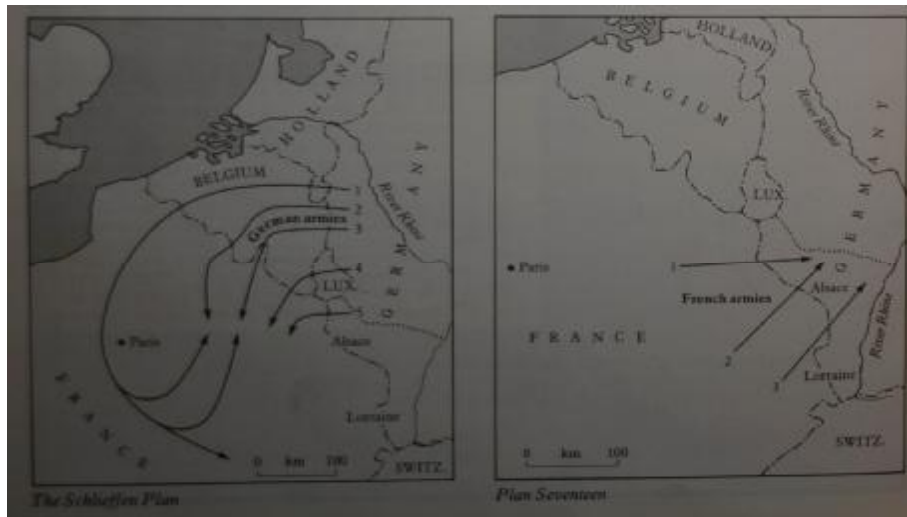 HOLLAND
BELGIUM
GERMANY
River Rhine
1
2
German armies
3
4
LUX.
5
Paris
Alsace
FRANCE
Lorraine
0 km 100
SWITZ.
The Schlieffen Plan
HOLLAND
BELGIUM
River Rhine
GERMANY
LUX.
Paris
1
Alsace
French armies
FRANCE
2
Lorraine
River Rhine
0 km 100
SWITZ.
Plan Seventeen